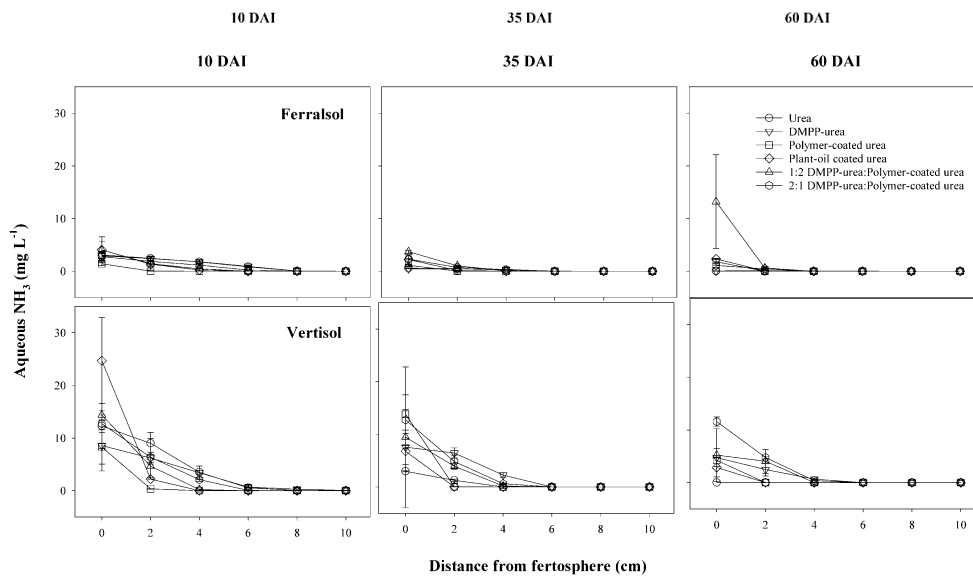 10 DAI 35 DAI 60 DAI
10 DAI 35 DAI 60 DAI
Ferralsol
Urea
DMPP-urea
Polymer-coated urea
Plant-oil coated urea
1:2 DMPP-urea:Polymer-coated urea
2:1 DMPP-urea:Polymer-coated urea
30
20
10
0
Aqueous NH3 (mg L-1)
Vertisol
30
20
10
0
0 2 4 6 8 10 0 2 4 6 8 10 0 2 4 6 8 10
Distance from fertosphere (cm)